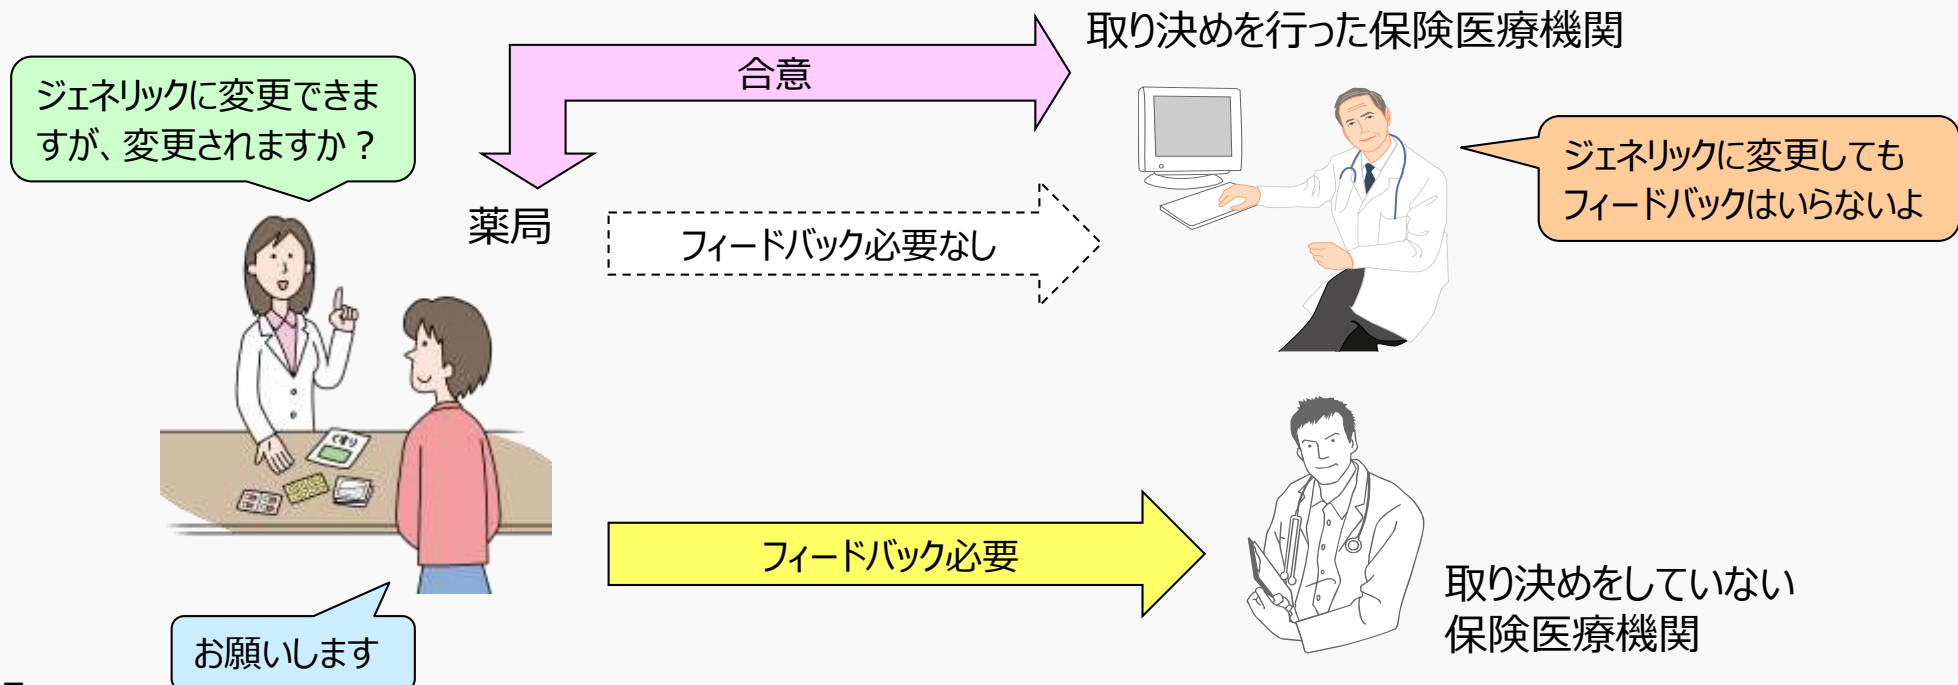 取り決めを行った保険医療機関
合意
ジェネリックに変更できま
すが、変更されますか？
ジェネリックに変更しても
フィードバックはいらないよ
薬局
フィードバック必要なし
くすり
フィードバック必要
取り決めをしていない
保険医療機関
お願いします